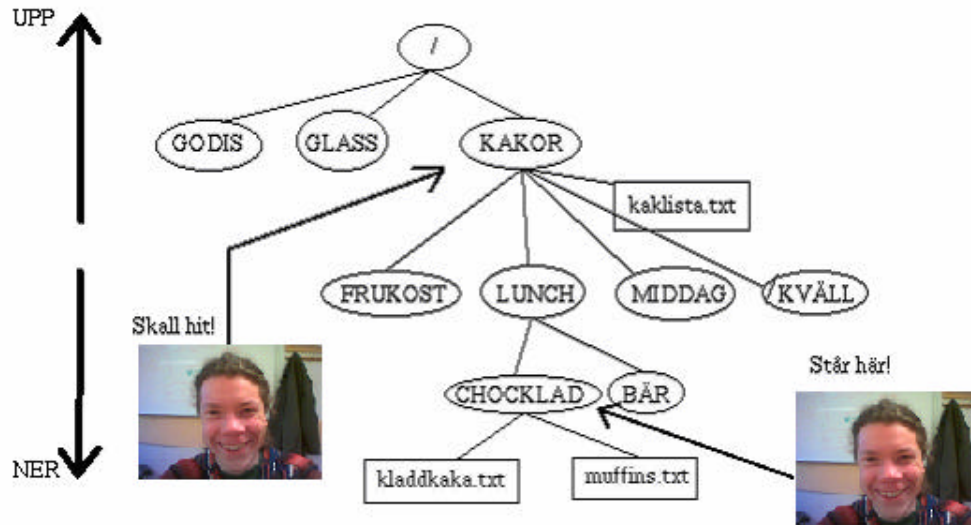 UPP
/
GODIS
GLASS
KAKOR
kaklista.txt
FRUKOST
LUNCH
MIDDAG
/KVÄLL
Skall hit!
Står här!
CHOCKLAD
BÄR
NER
kladdkaka.txt
muffins.txt